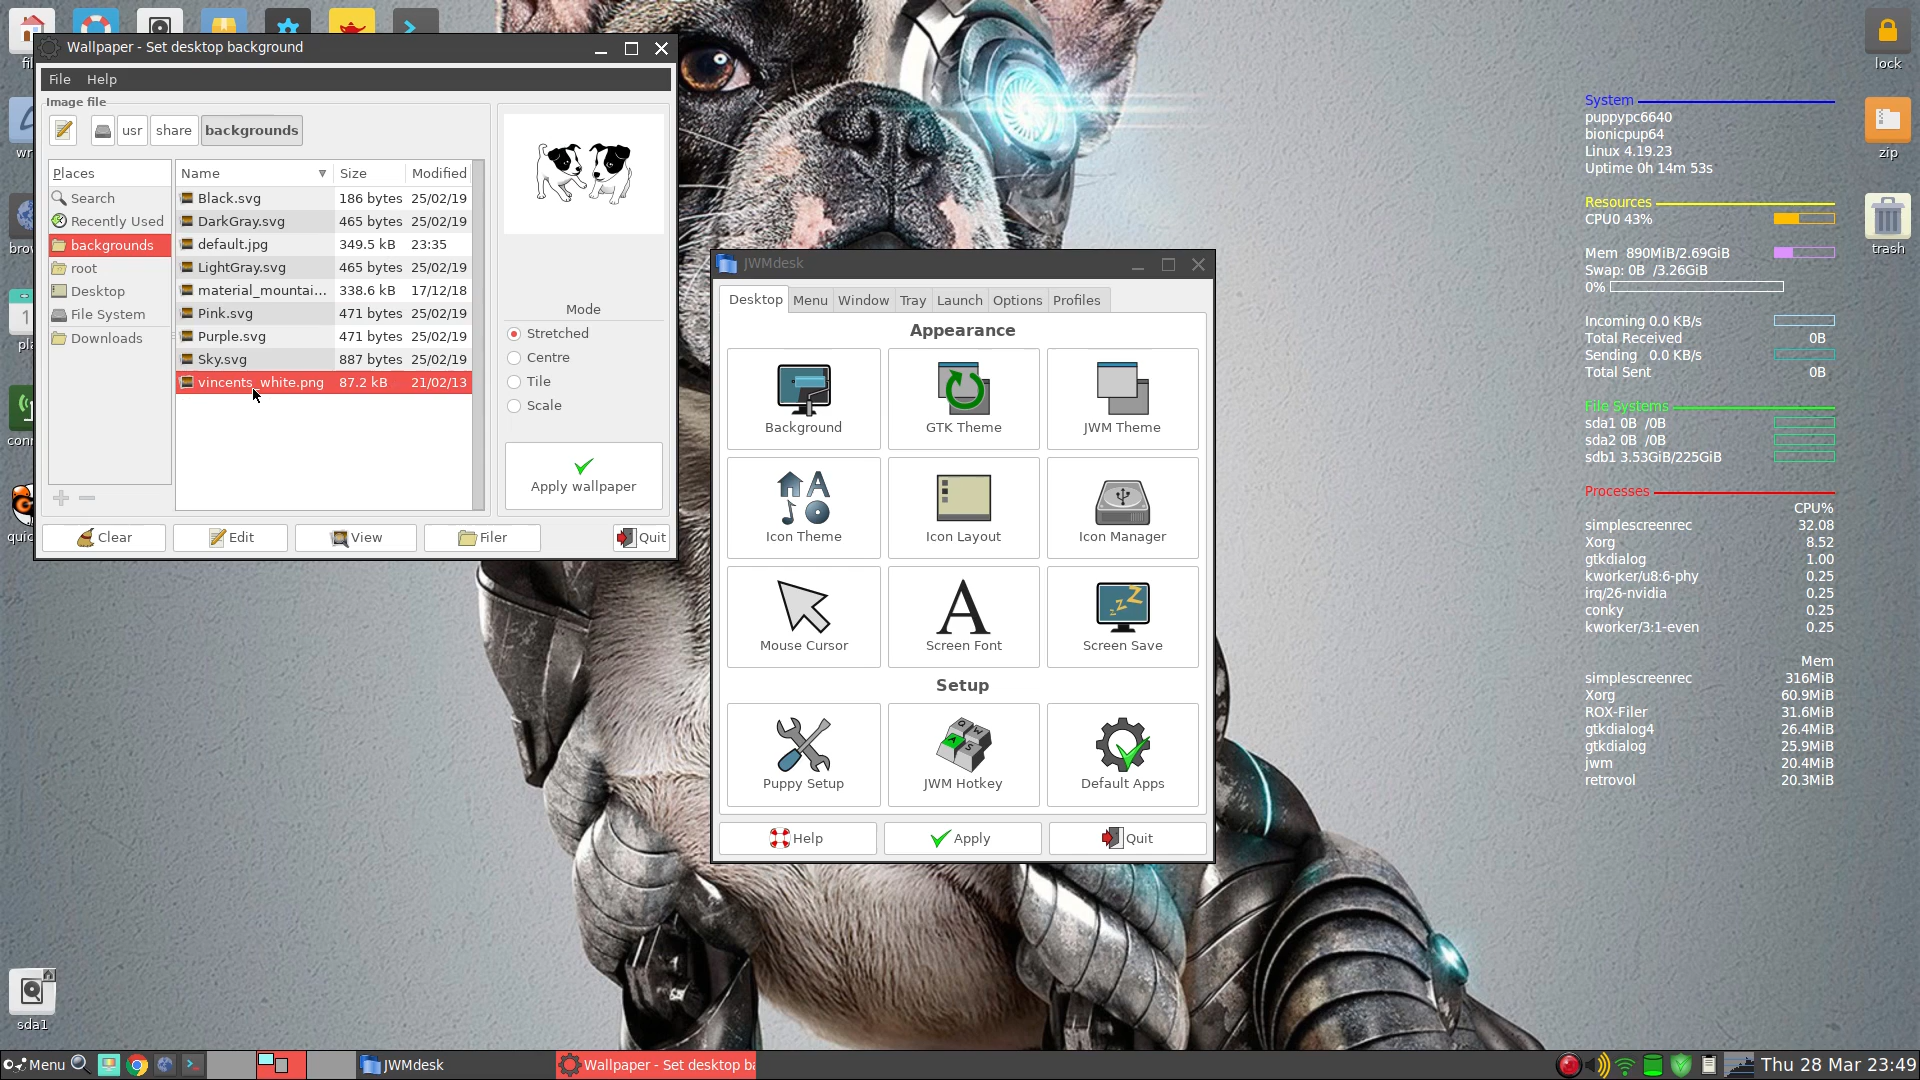 Wallpaper - Set desktop background
File Help
Image file
usr share backgrounds
Places
Search
Recently Used
backgrounds
root
Desktop
File System
Downloads
Name Size Modified
Black.svg 186 bytes 25/02/19
DarkGray.svg 465 bytes 25/02/19
default.jpg 349.5 kB 23:35
LightGray.svg 465 bytes 25/02/19
material_mountai... 338.6 kB 17/12/18
Pink.svg 471 bytes 25/02/19
Purple.svg 471 bytes 25/02/19
Sky.svg 887 bytes 25/02/19
vincents_white.png 87.2 kB 21/02/13
Mode
Stretched
Centre
Tile
Scale
Apply wallpaper
Clear Edit View Filer Quit
JWMdesk
Desktop Menu Window Tray Launch Options Profiles
Appearance
Background GTK Theme JWM Theme
Icon Theme Icon Layout Icon Manager
Mouse Cursor Screen Font Screen Save
Setup
Puppy Setup JWM Hotkey Default Apps
Help Apply Quit
System
puppypc6640
bionicpup64
Linux 4.19.23
Uptime 0h 14m 53s
Resources
CPU0 43%
Mem 890MiB/2.69GiB
Swap: 0B /3.26GiB
0%
Incoming 0.0 KB/s
Total Received 0B
Sending 0.0 KB/s
Total Sent 0B
File Systems
sda1 0B /0B
sda2 0B /0B
sdb1 3.53GiB/225GiB
Processes
CPU%
simplescreenrec 32.08
Xorg 8.52
gtkdialog 1.00
kworker/u8:6-phy 0.25
irq/26-nvidia 0.25
conky 0.25
kworker/3:1-even 0.25
Mem
simplescreenrec 316MiB
Xorg 60.9MiB
ROX-Filer 31.6MiB
gtkdialog4 26.4MiB
gtkdialog 25.9MiB
jwm 20.4MiB
retrovol 20.3MiB
lock
zip
trash
sda1
Menu
JWMdesk
Wallpaper - Set desktop ba
Thu 28 Mar 23:49